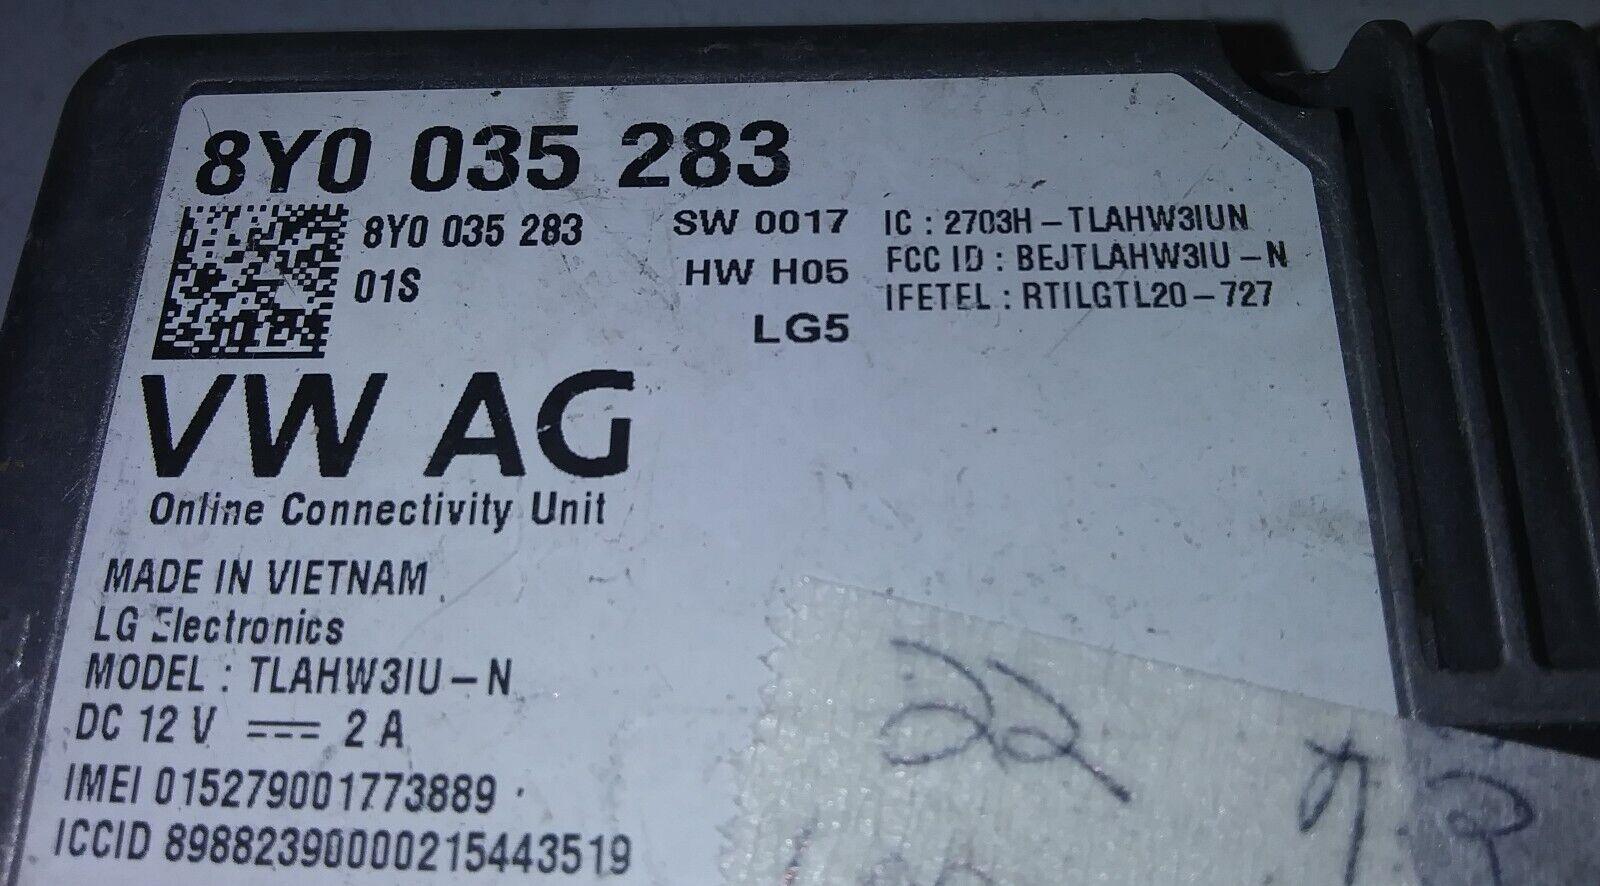 8Y0 035 283
8Y0 035 283
01S
SW 0017
HW H05
LG5
IC : 2703H-TLAHW3IUN
FCC ID : BEJTLAHW3IU-N
IFETEL : RTILGTL20-727
VW AG
Online Connectivity Unit
MADE IN VIETNAM
LG Electronics
MODEL : TLAHW3IU-N
DC 12 V ⎓ 2 A
IMEI 015279001773889
ICCID 89882390000215443519
22